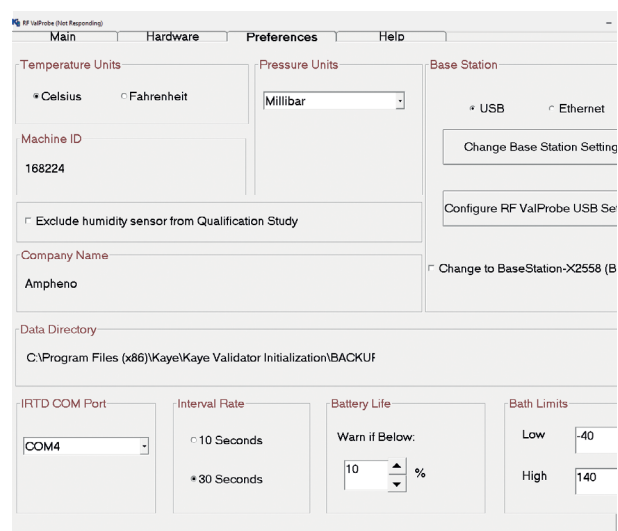 RF ValProbe (Not Responding)
Main Hardware Preferences Help
Temperature Units
Celsius Fahrenheit
Pressure Units
Millibar
Base Station
USB Ethernet
Change Base Station Setting
Configure RF ValProbe USB Set
Change to BaseStation-X2558 (B
Machine ID
168224
Exclude humidity sensor from Qualification Study
Company Name
Ampheno
Data Directory
C:\Program Files (x86)\Kaye\Kaye Validator Initialization\BACKUF
IRTD COM Port
COM4
Interval Rate
10 Seconds
30 Seconds
Battery Life
Warn if Below:
10 %
Bath Limits
Low -40
High 140